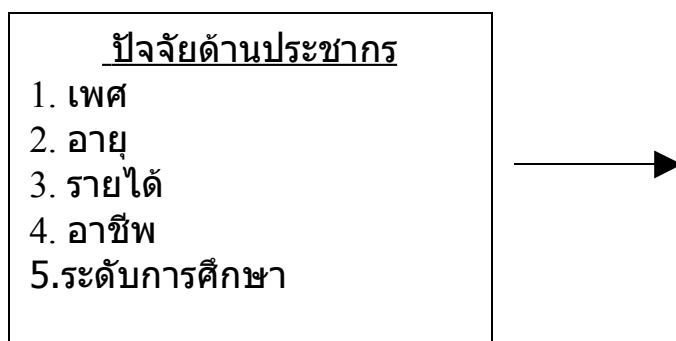 ปัจจัยด้านประชากร
1. เพศ
2. อายุ
3. รายได้
4. อาชีพ
5.ระดับการศึกษา